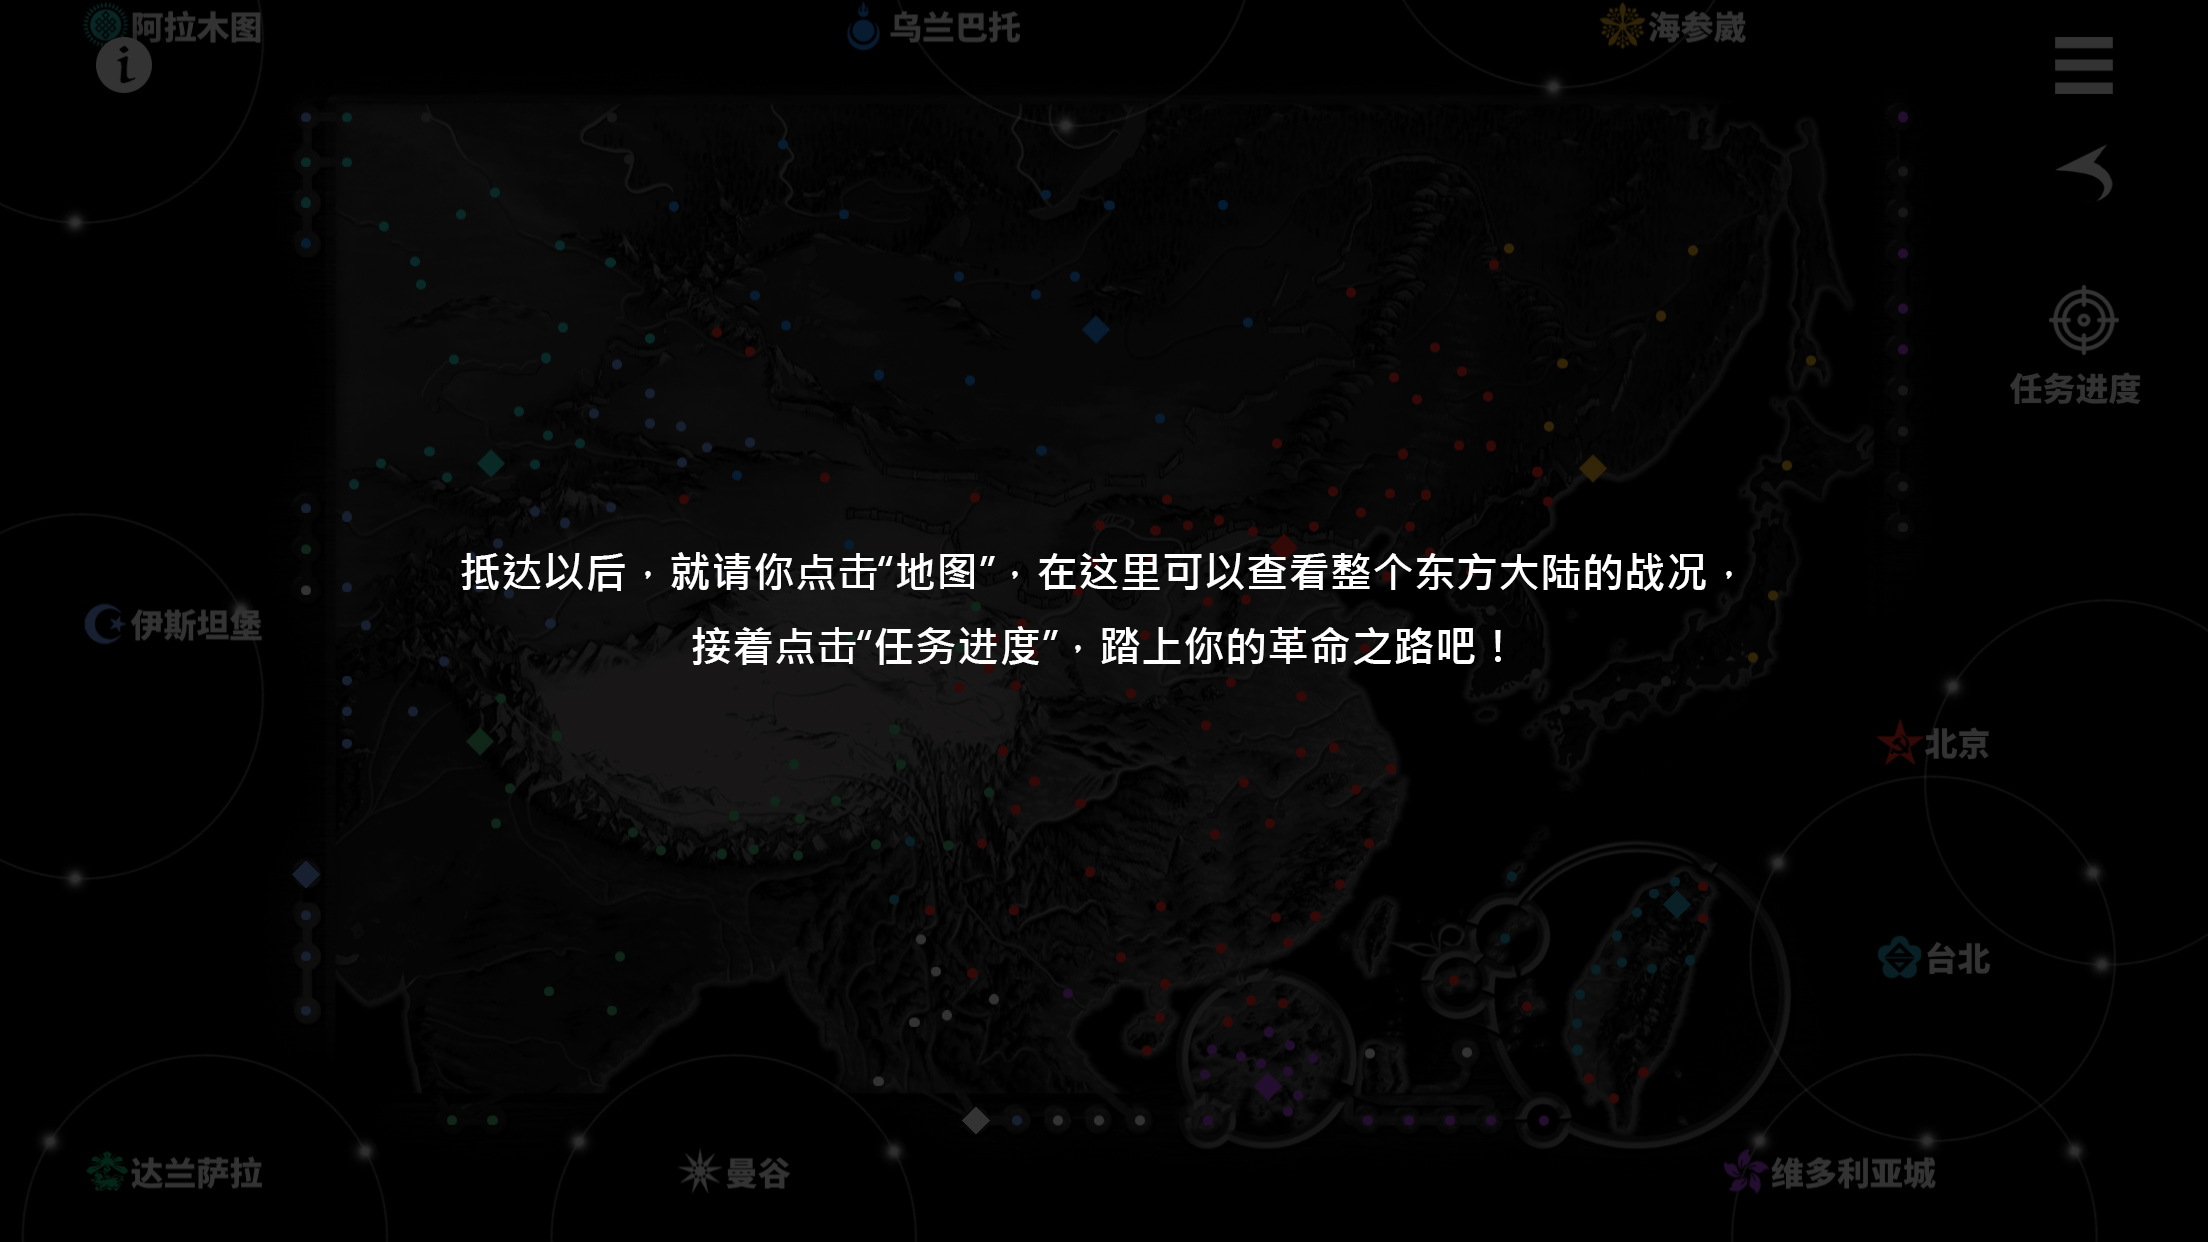 阿拉木图
乌兰巴托
海参崴
i
任务进度
抵达以后，就请你点击“地图”，在这里可以查看整个东方大陆的战况，
接着点击“任务进度”，踏上你的革命之路吧！
伊斯坦堡
北京
台北
达兰萨拉
曼谷
维多利亚城